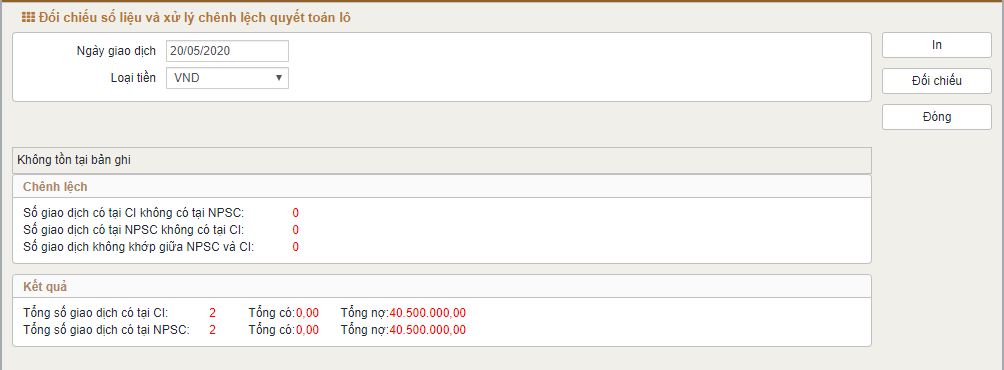 Đối chiếu số liệu và xử lý chênh lệch quyết toán lô
Ngày giao dịch 20/05/2020
Loại tiền VND
In
Đối chiếu
Đóng
Không tồn tại bản ghi
Chênh lệch
Số giao dịch có tại CI không có tại NPSC: 0
Số giao dịch có tại NPSC không có tại CI: 0
Số giao dịch không khớp giữa NPSC và CI: 0
Kết quả
Tổng số giao dịch có tại CI: 2 Tổng có:0,00 Tổng nợ:40.500.000,00
Tổng số giao dịch có tại NPSC: 2 Tổng có:0,00 Tổng nợ:40.500.000,00